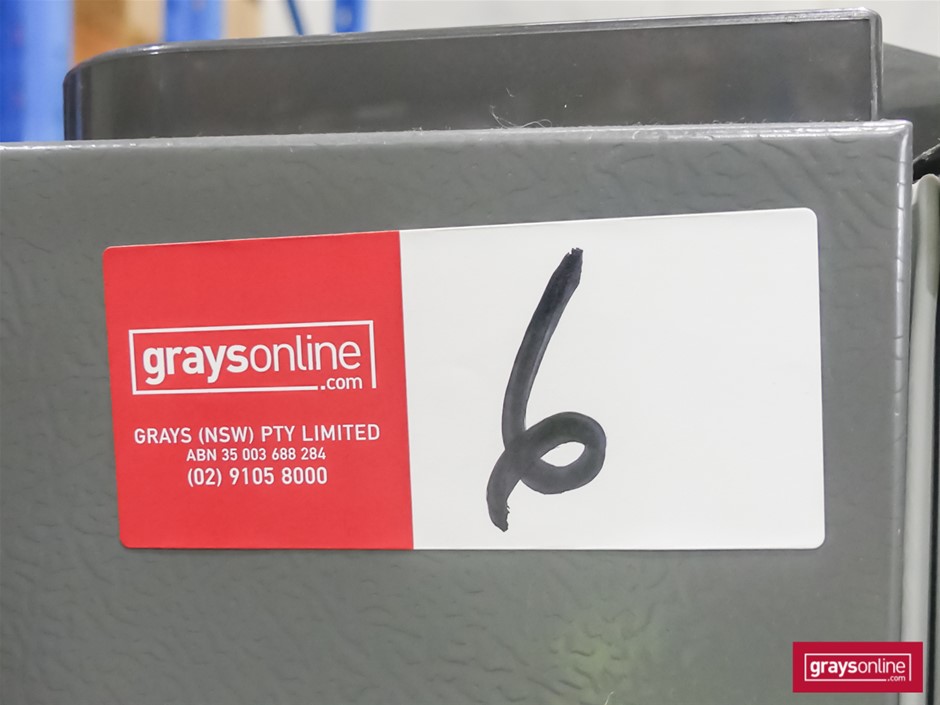 graysonline
.com
GRAYS (NSW) PTY LIMITED
ABN 35 003 688 284
(02) 9105 8000
6
graysonline
.com